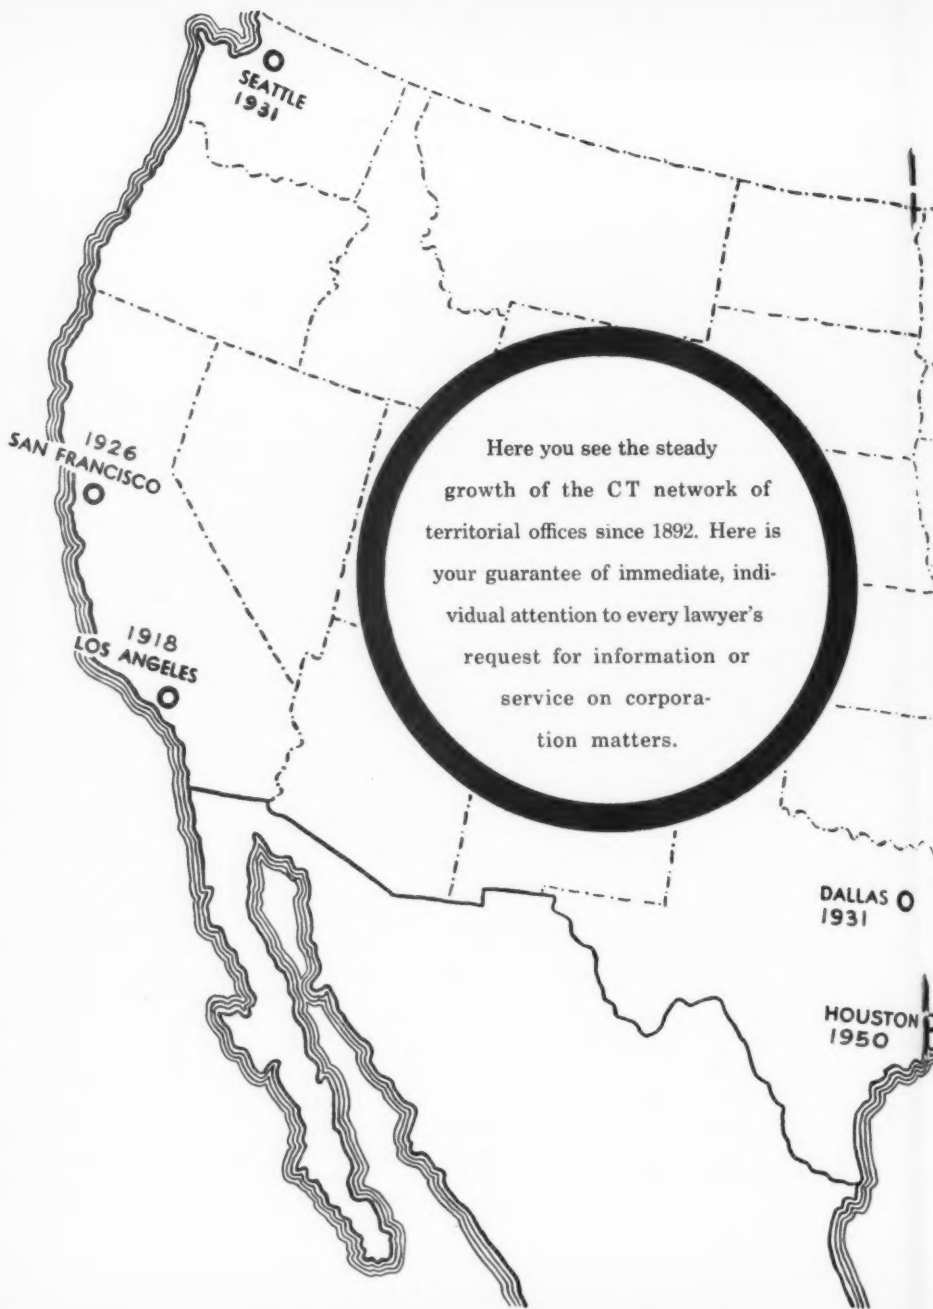 SEATTLE
1931
1926
SAN FRANCISCO
1918
LOS ANGELES
Here you see the steady
growth of the CT network of
territorial offices since 1892. Here is
your guarantee of immediate, indi-
vidual attention to every lawyer's
request for information or
service on corpora-
tion matters.
DALLAS
1931
HOUSTON
1950